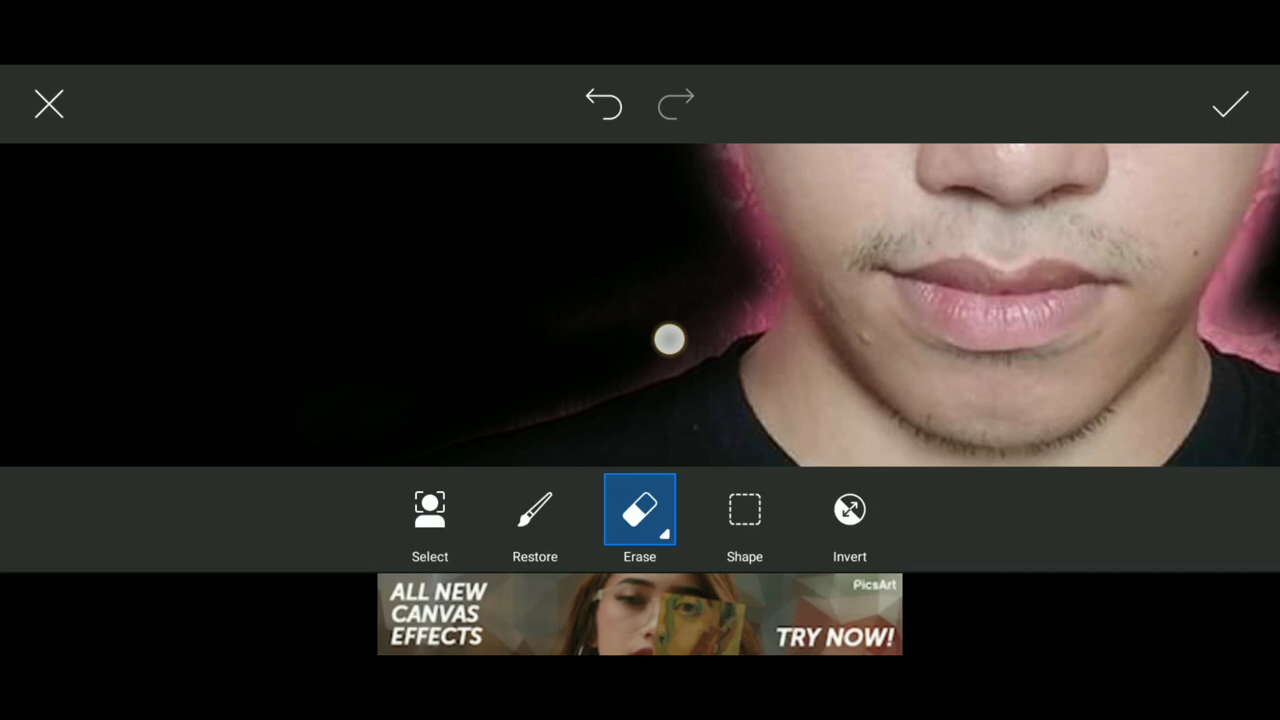 Select
Restore
Erase
Shape
Invert
ALL NEW
CANVAS
EFFECTS
PicsArt
TRY NOW!